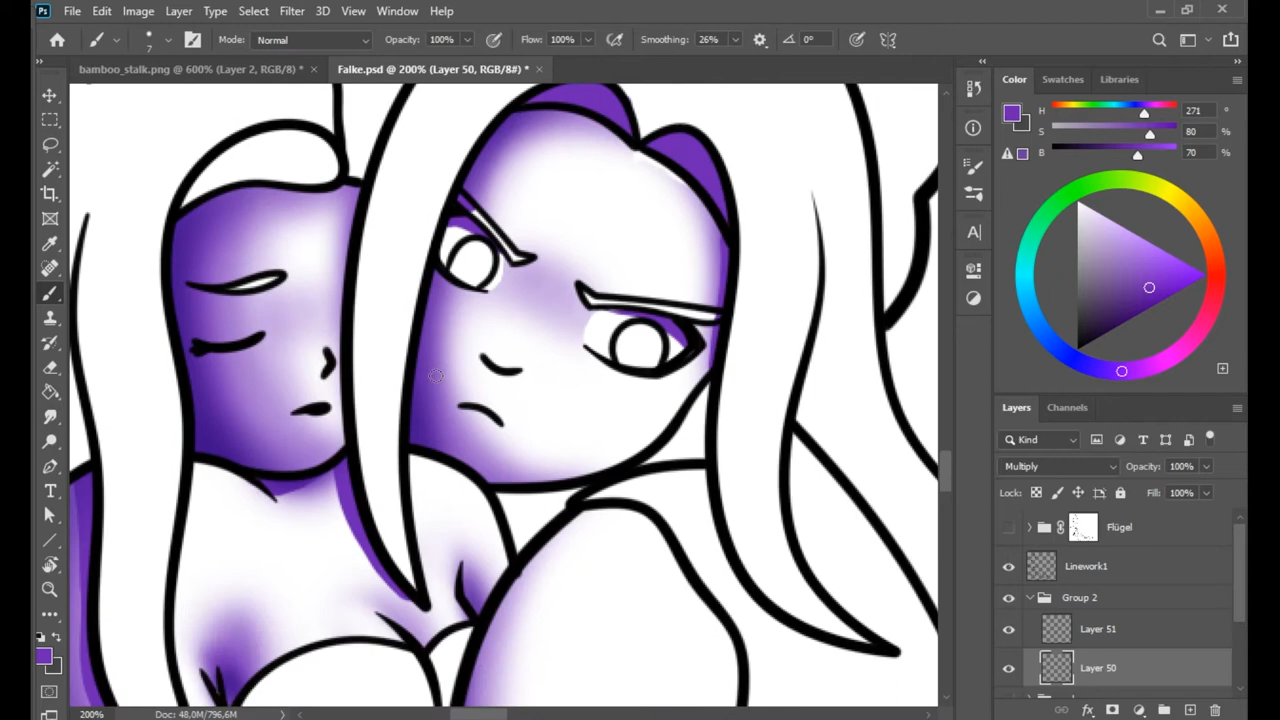 Ps File Edit Image Layer Type Select Filter 3D View Window Help
7 Mode: Normal Opacity: 100% Flow: 100% Smoothing: 26% 0°
bamboo_stalk.png @ 600% (Layer 2, RGB/8) * × Falke.psd @ 200% (Layer 50, RGB/8#) * ×
Color Swatches Libraries
H 271 °
S 80 %
B 70 %
Layers Channels
Kind
Multiply Opacity: 100%
Lock: Fill: 100%
Flügel
Linework1
Group 2
Layer 51
Layer 50
200% Doc: 48,0M/796,6M